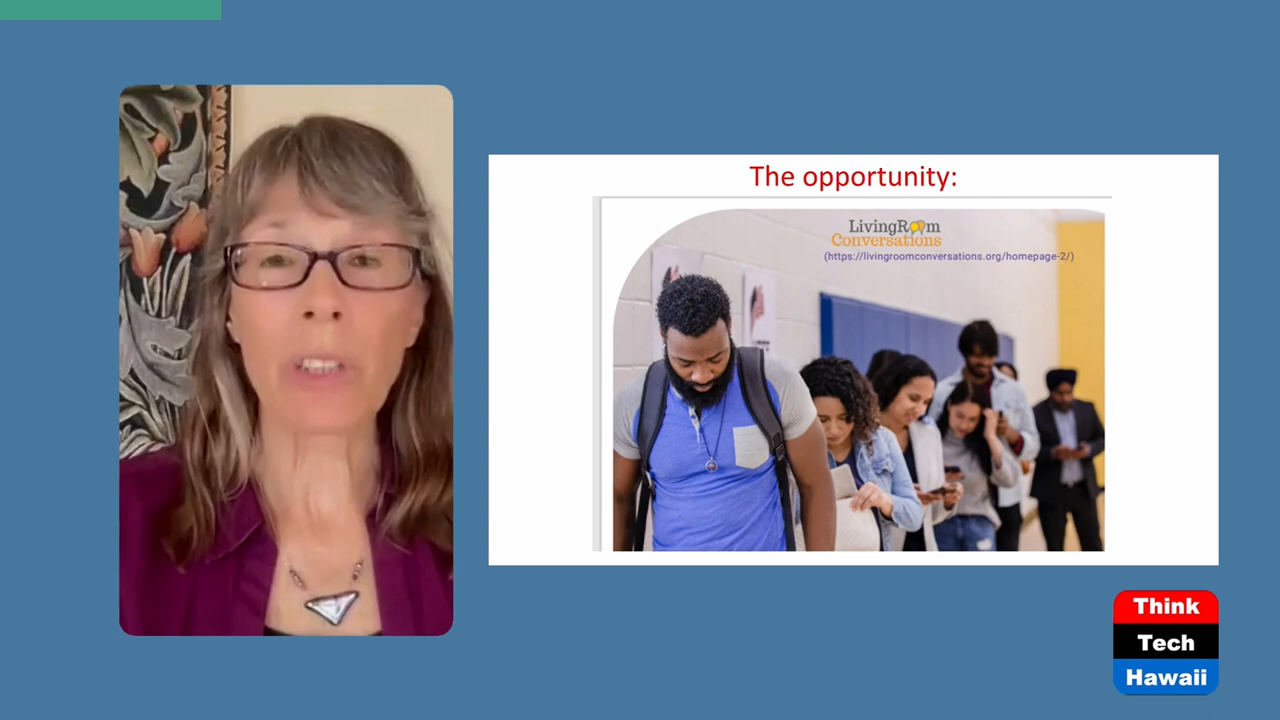 The opportunity:
LivingRoom
Conversations
(https://livingroomconversations.org/homepage-2/)
Think
Tech
Hawaii